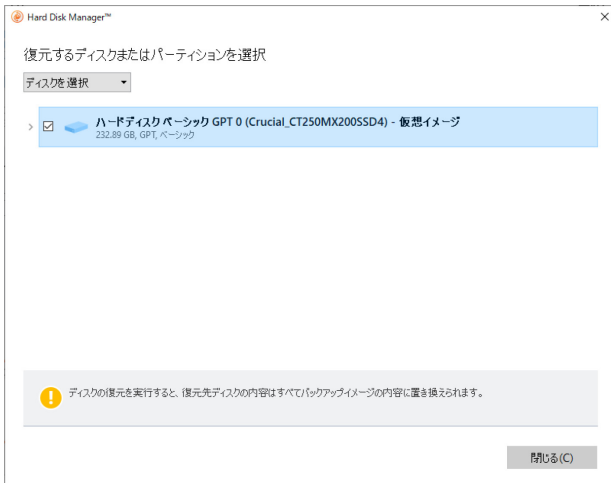 Hard Disk Manager™
復元するディスクまたはパーティションを選択
ディスクを選択
ハードディスク ベーシック GPT 0 (Crucial_CT250MX200SSD4) - 仮想イメージ
232.89 GB, GPT, ベーシック
ディスクの復元を実行すると、復元先ディスクの内容はすべてバックアップイメージの内容に置き換えられます。
閉じる(C)